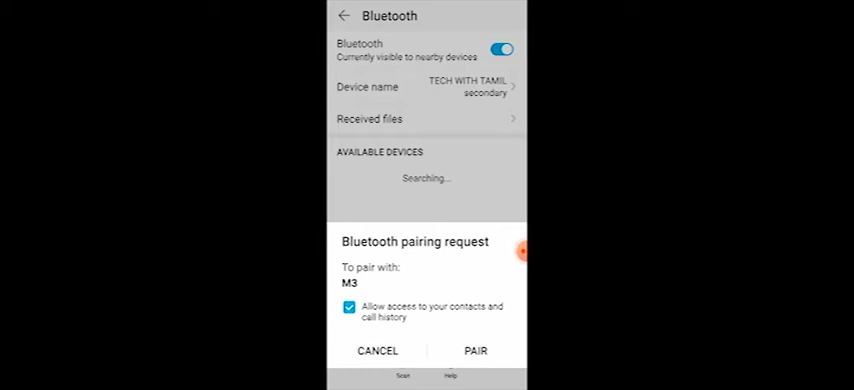 Bluetooth
Bluetooth
Currently visible to nearby devices
Device name
TECH WITH TAMIL
secondary
Received files
AVAILABLE DEVICES
Searching...
Bluetooth pairing request
To pair with:
M3
Allow access to your contacts and
call history
CANCEL
PAIR
Scan
Help